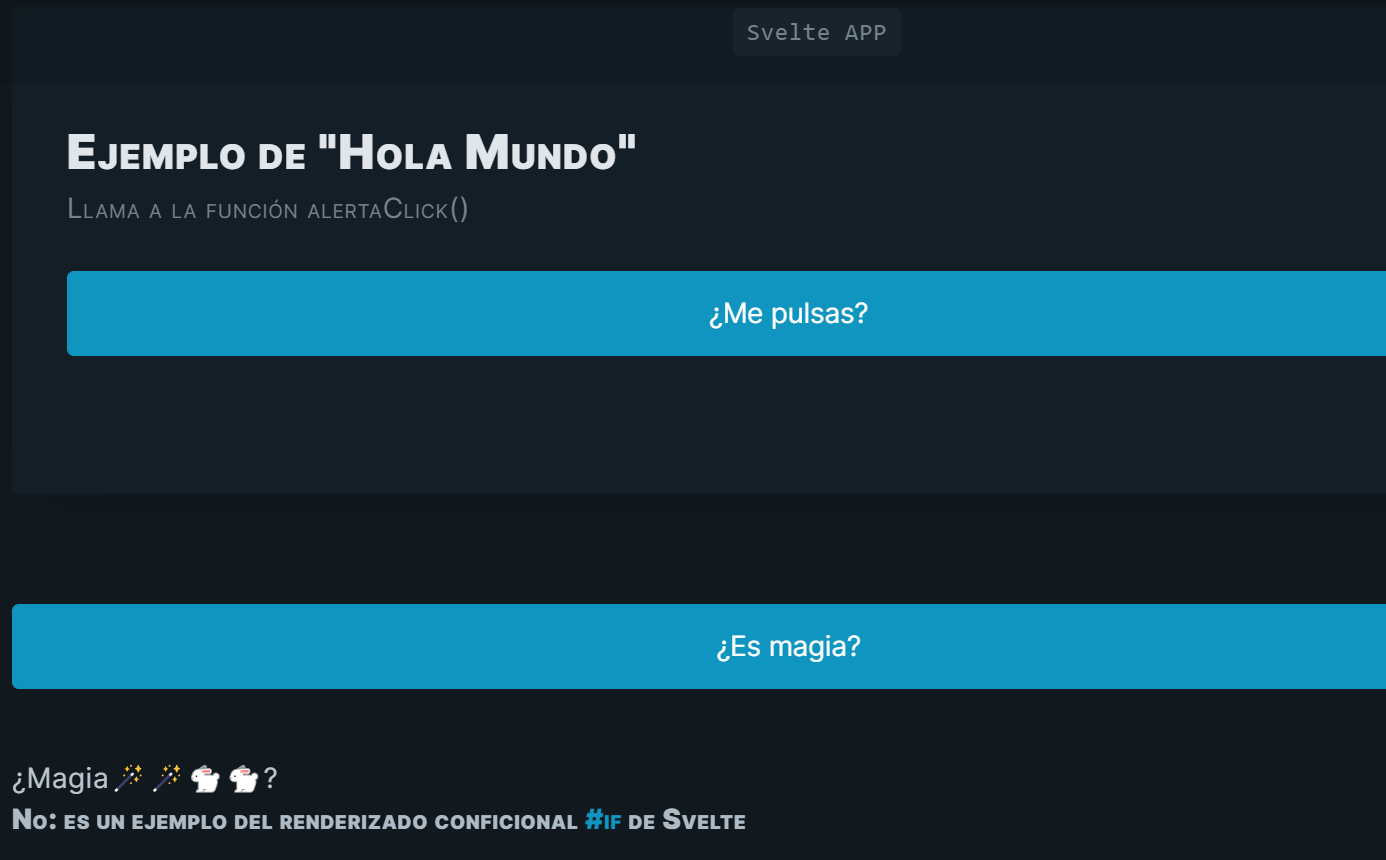 Svelte APP
Ejemplo de "Hola Mundo"
Llama a la función alertaClick()
¿Me pulsas?
¿Es magia?
¿Magia🪄🪄🐇🐇?
No: es un ejemplo del renderizado conficional #if de Svelte